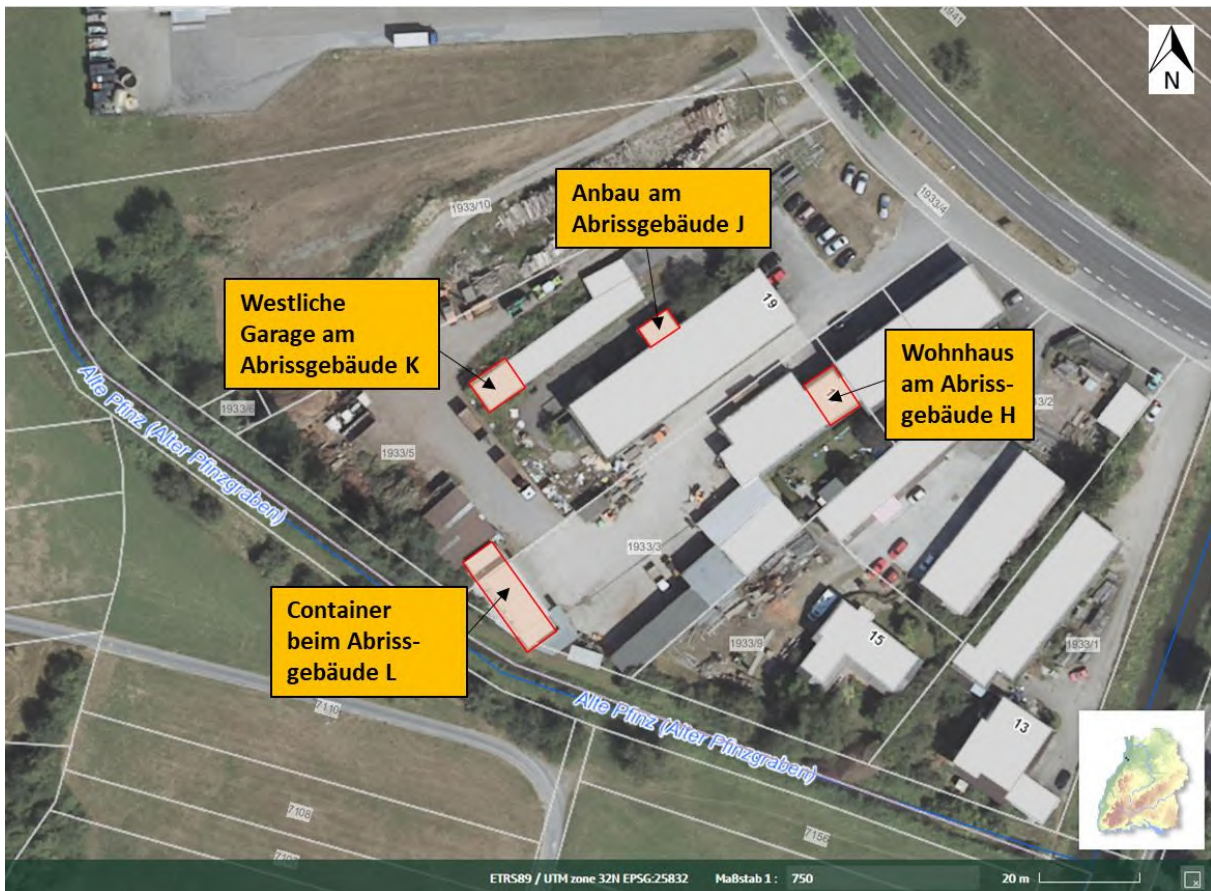 1941
N
1933/4
1933/10
Anbau am
Abrissgebäude J
19
Westliche
Garage am
Abrissgebäude K
Wohnhaus
am Abriss-
gebäude H
1933/6
1933/5
Alte Pfinz (Alter Pfinzgraben)
1933/3
Container
beim Abriss-
gebäude L
15
1933/9
1933/1
13
Alte Pfinz (Alter Pfinzgraben)
7110
7108
7156
ETRS89 / UTM zone 32N EPSG:25832 Maßstab 1 : 750 20 m